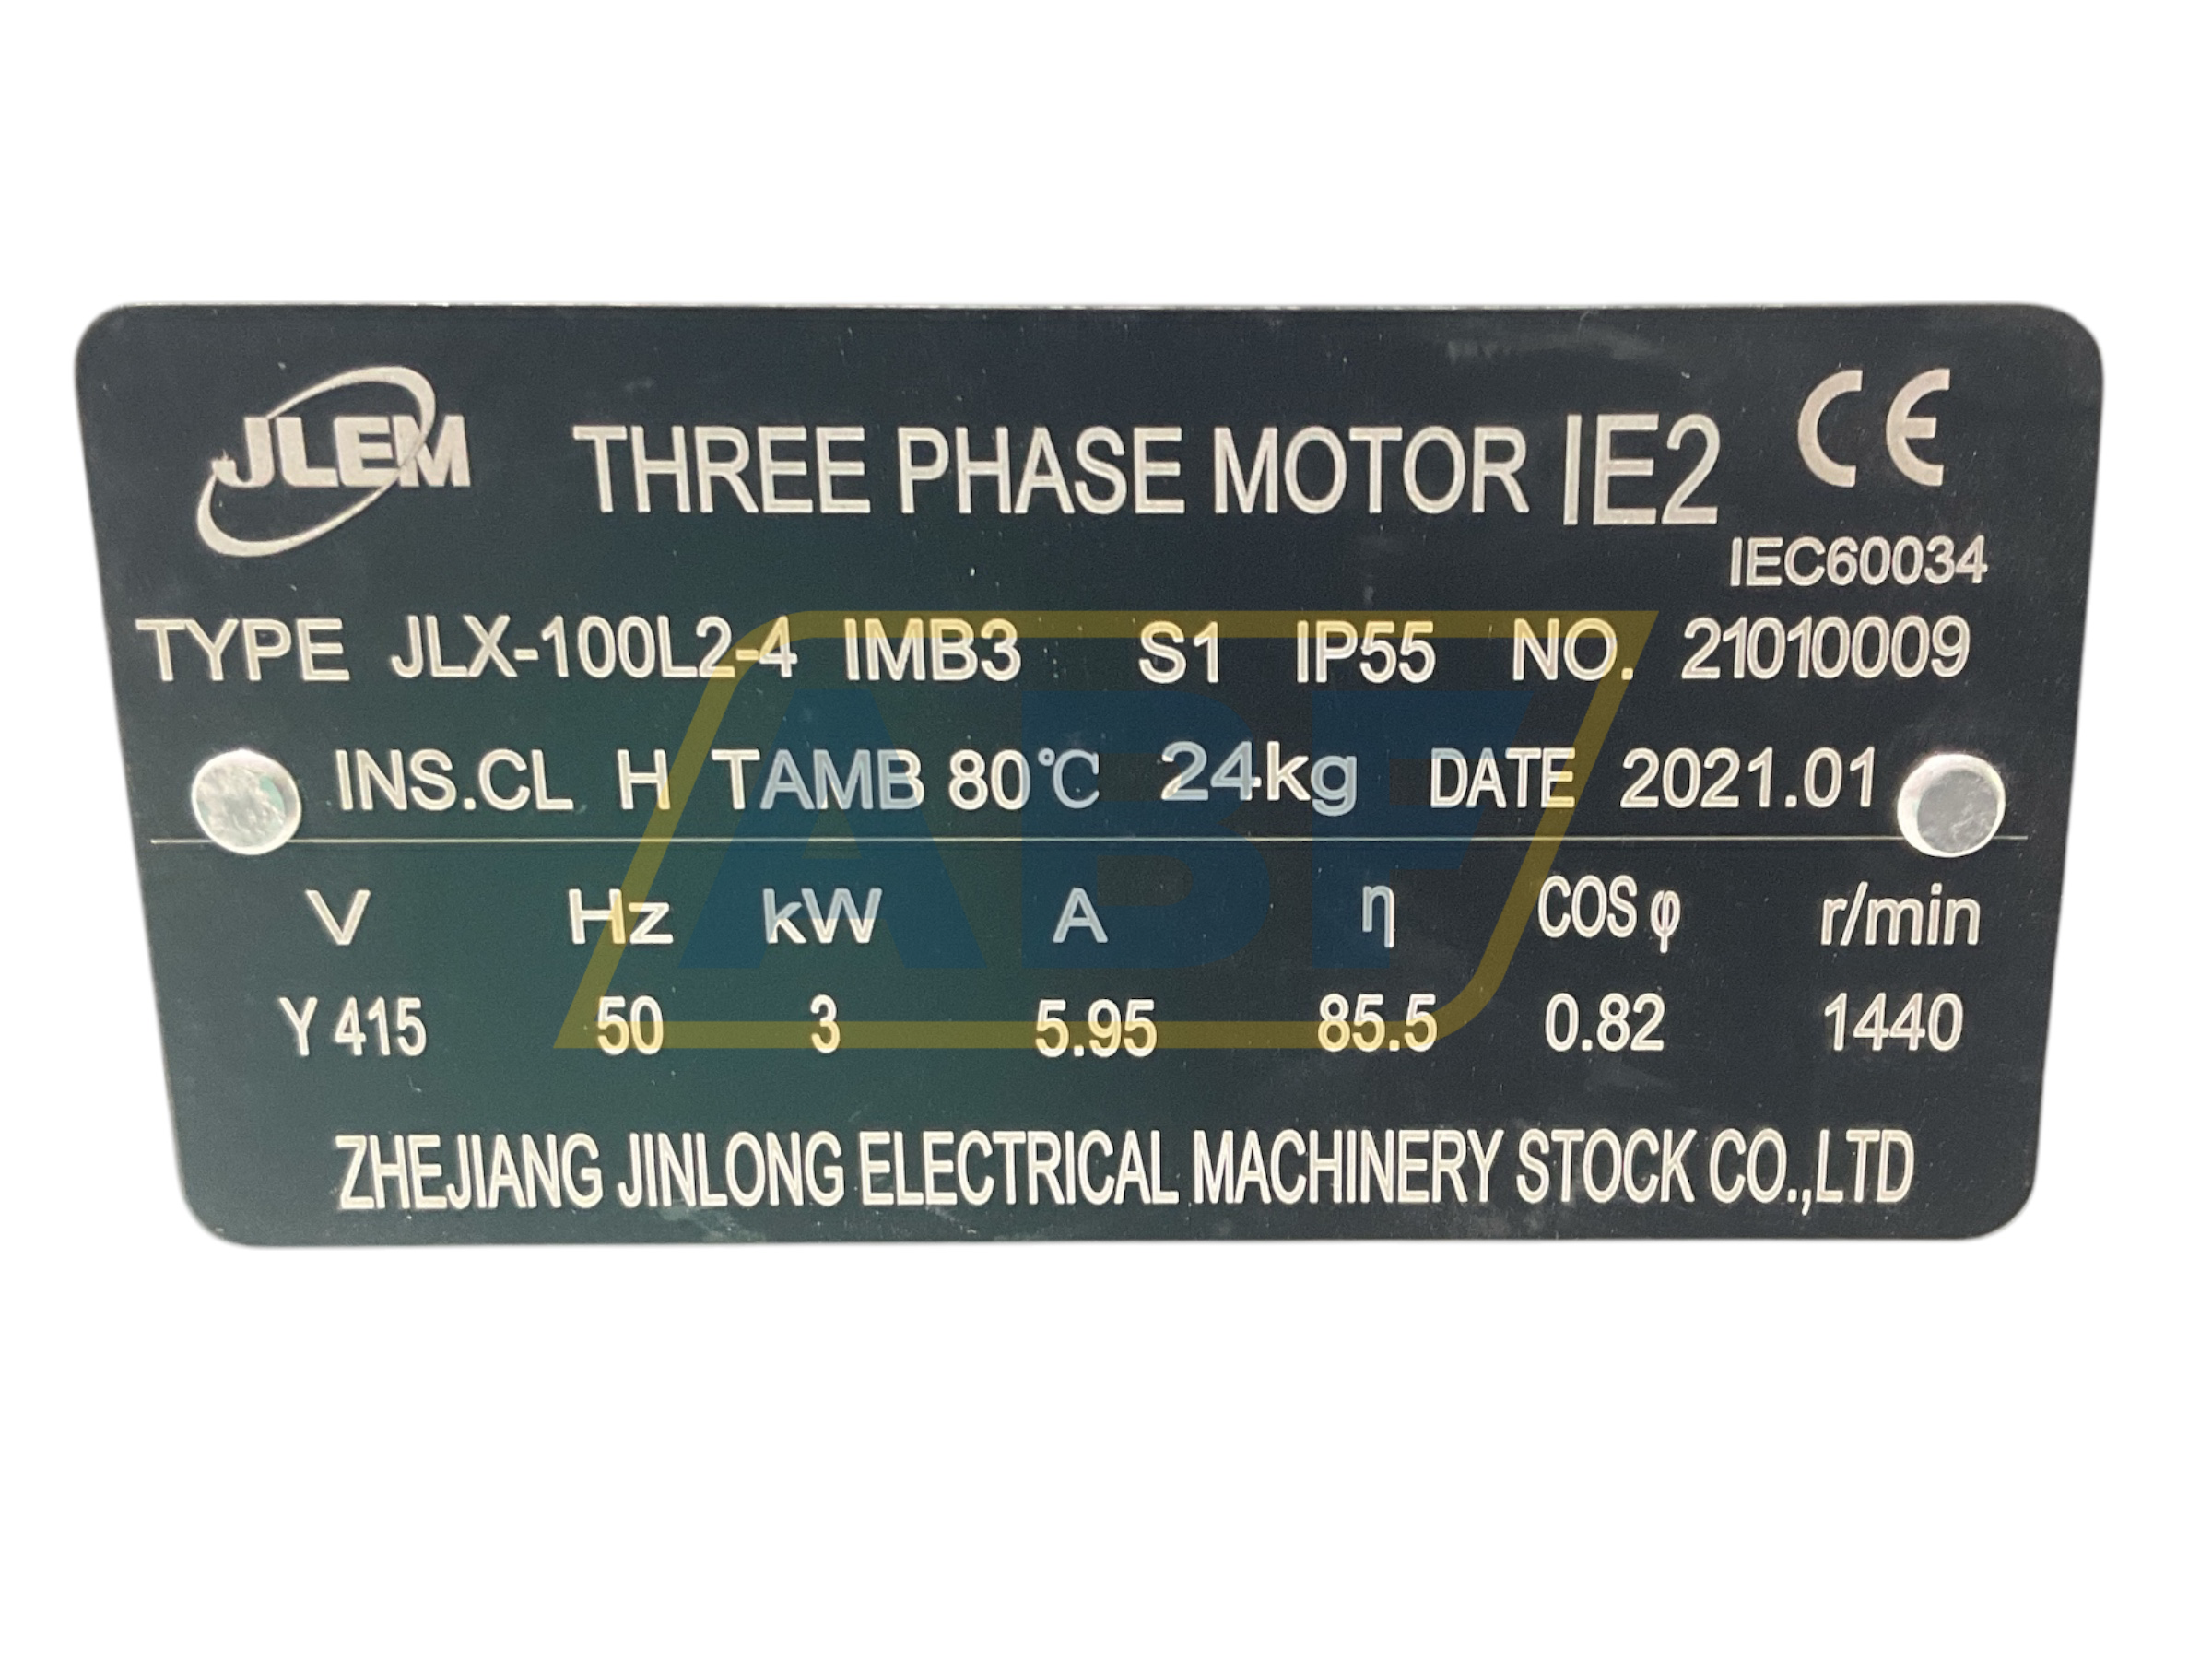 JLEM THREE PHASE MOTOR IE2 CE
IEC60034
TYPE JLX-100L2-4 IMB3 S1 IP55 NO. 21010009
INS.CL H TAMB 80℃ 24kg DATE 2021.01
V Hz kW A η COS φ r/min
Y 415 50 3 5.95 85.5 0.82 1440
ZHEJIANG JINLONG ELECTRICAL MACHINERY STOCK CO.,LTD
ABF